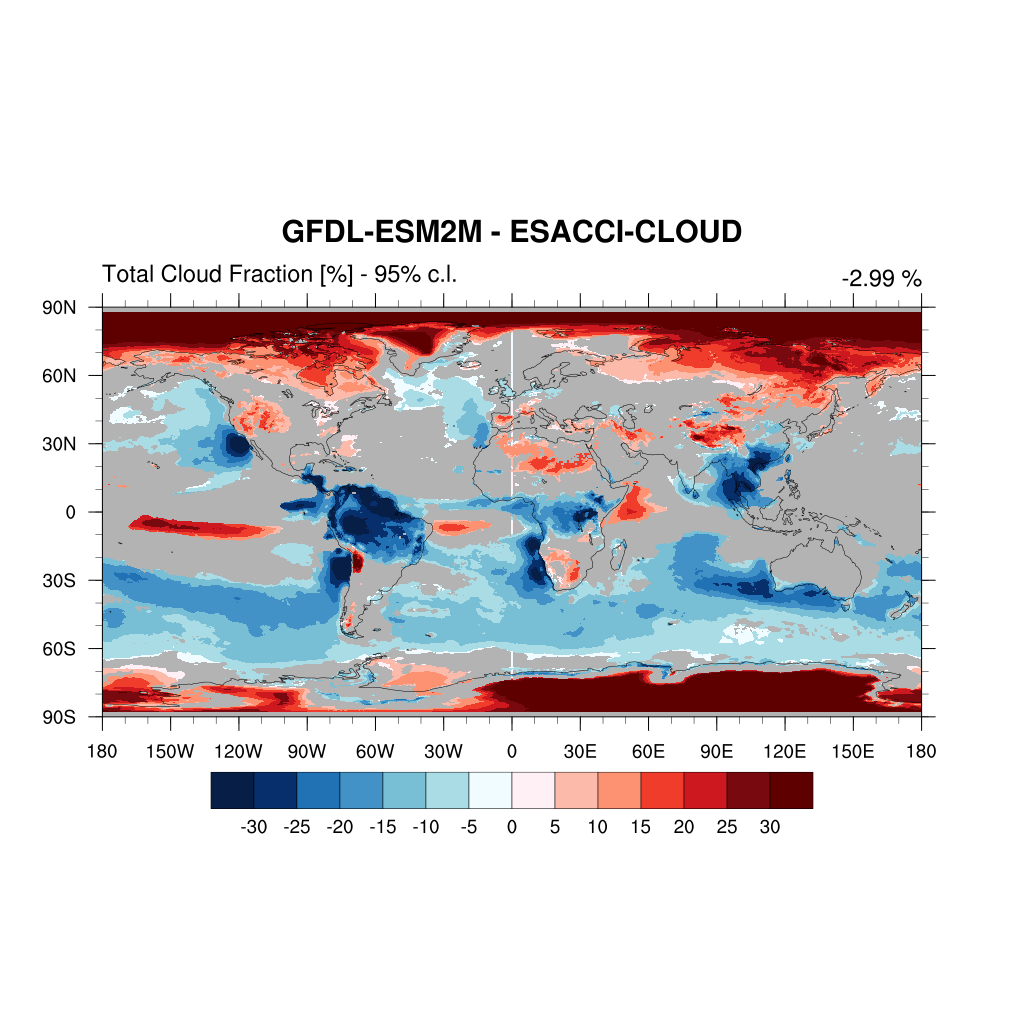 GFDL-ESM2M - ESACCI-CLOUD
Total Cloud Fraction [%] - 95% c.l.
-2.99 %
90N
60N
30N
0
30S
60S
90S
180 150W 120W 90W 60W 30W 0 30E 60E 90E 120E 150E 180
-30 -25 -20 -15 -10 -5 0 5 10 15 20 25 30